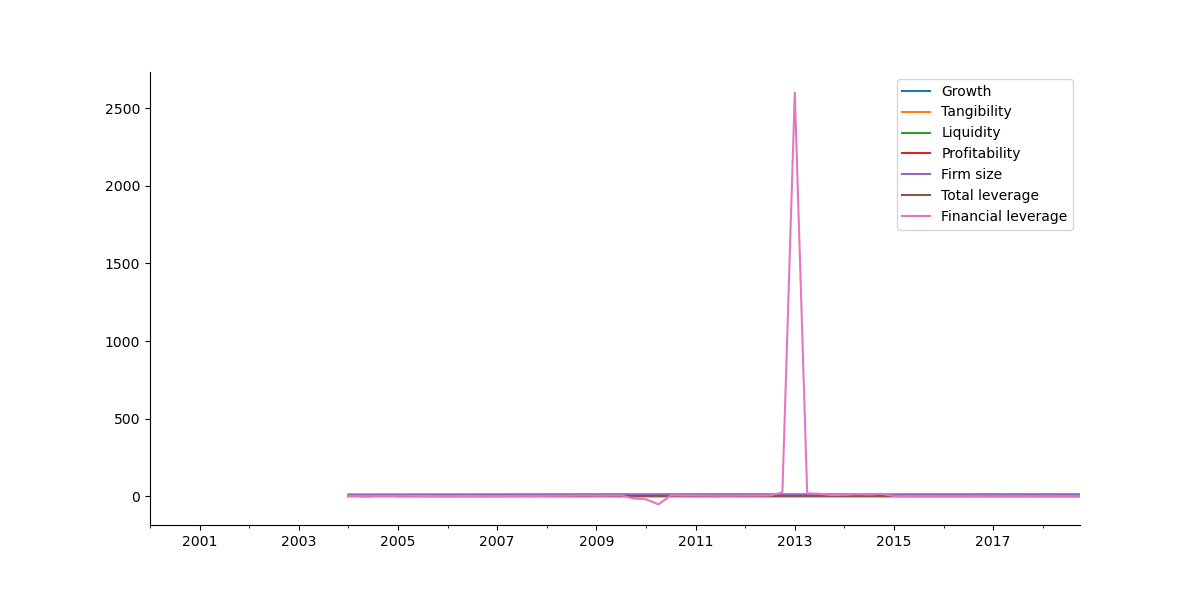 2500
2000
1500
1000
500
0
2001 2003 2005 2007 2009 2011 2013 2015 2017
Growth
Tangibility
Liquidity
Profitability
Firm size
Total leverage
Financial leverage